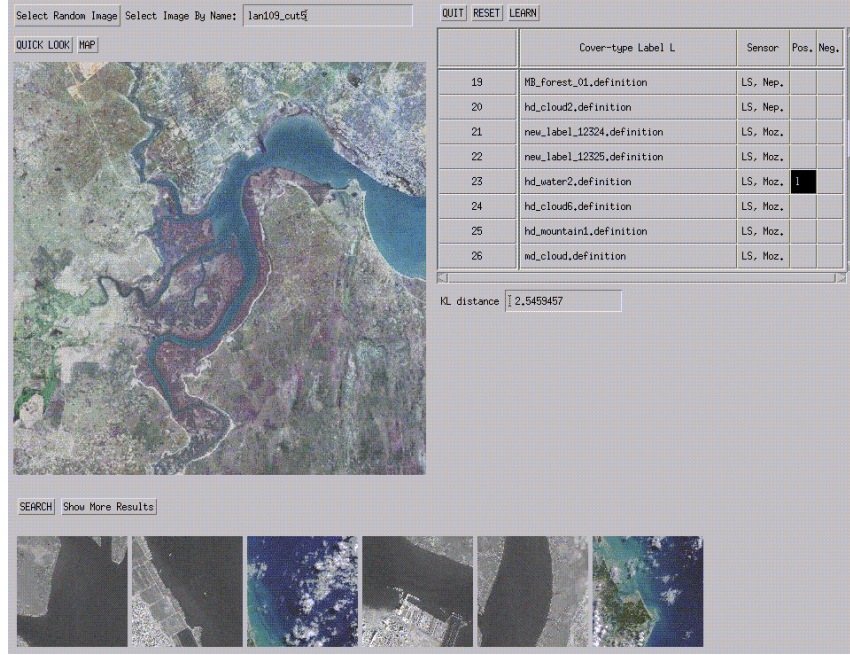 Select Random Image Select Image By Name: lan109_cut5
QUICK LOOK MAP
QUIT RESET LEARN
Cover-type Label L Sensor Pos. Neg.
19 MB_forest_01.definition LS, Nep.
20 hd_cloud2.definition LS, Nep.
21 new_label_12324.definition LS, Moz.
22 new_label_12325.definition LS, Moz.
23 hd_water2.definition LS, Moz. 1
24 hd_cloud6.definition LS, Moz.
25 hd_mountain1.definition LS, Moz.
26 md_cloud.definition LS, Moz.
KL distance 2.5459457
SEARCH Show More Results